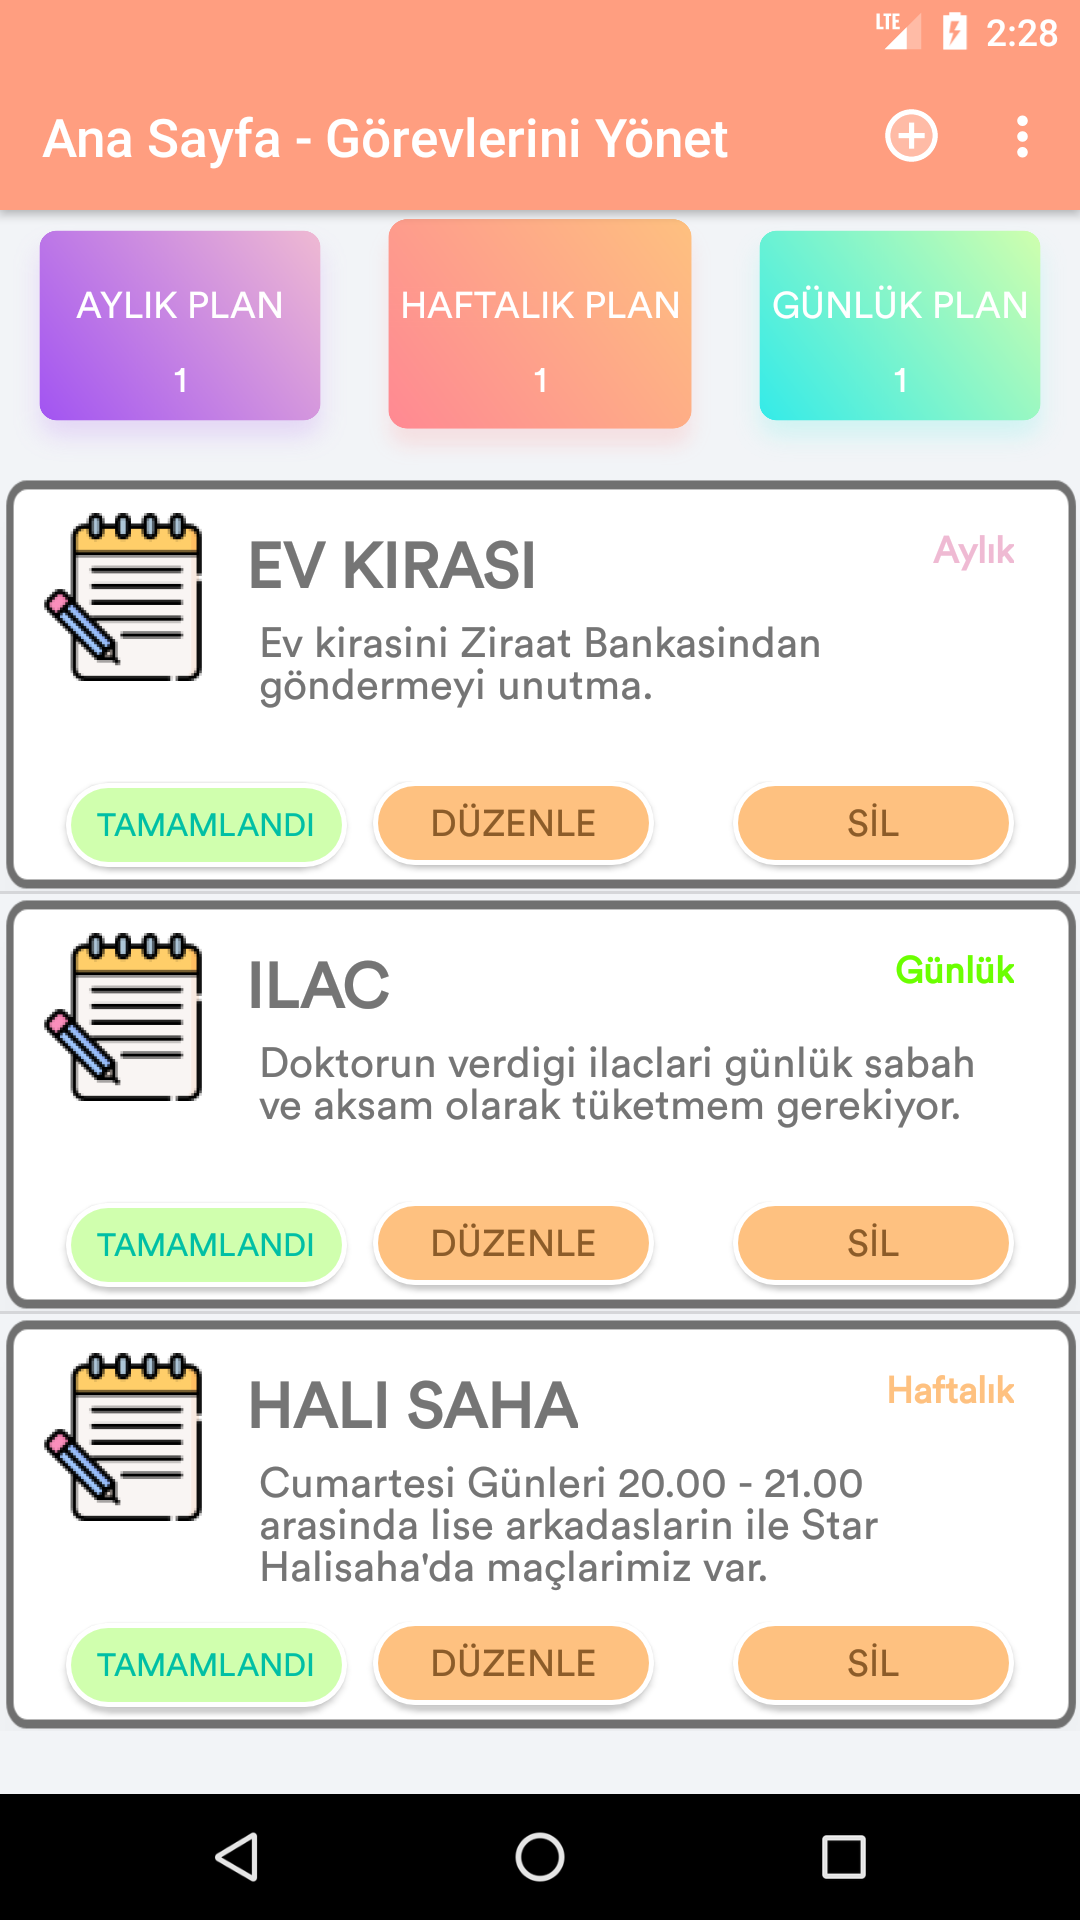 LTE 2:28
Ana Sayfa - Görevlerini Yönet
AYLIK PLAN HAFTALIK PLAN GÜNLÜK PLAN
1 1 1
EV KIRASI Aylık
Ev kirasini Ziraat Bankasindan
göndermeyi unutma.
TAMAMLANDI DÜZENLE SİL
ILAC Günlük
Doktorun verdigi ilaclari günlük sabah
ve aksam olarak tüketmem gerekiyor.
TAMAMLANDI DÜZENLE SİL
HALI SAHA Haftalık
Cumartesi Günleri 20.00 - 21.00
arasinda lise arkadaslarin ile Star
Halisaha'da maçlarimiz var.
TAMAMLANDI DÜZENLE SİL